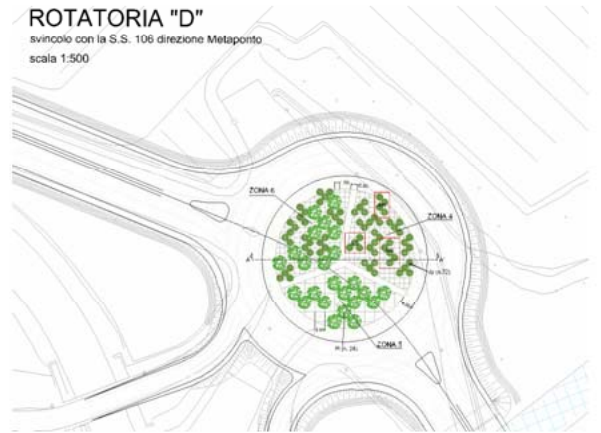 ROTATORIA "D"
svincolo con la S.S. 106 direzione Metaponto
scala 1:500
ZONA 6
ZONA 4
A
A'
ZONA 5